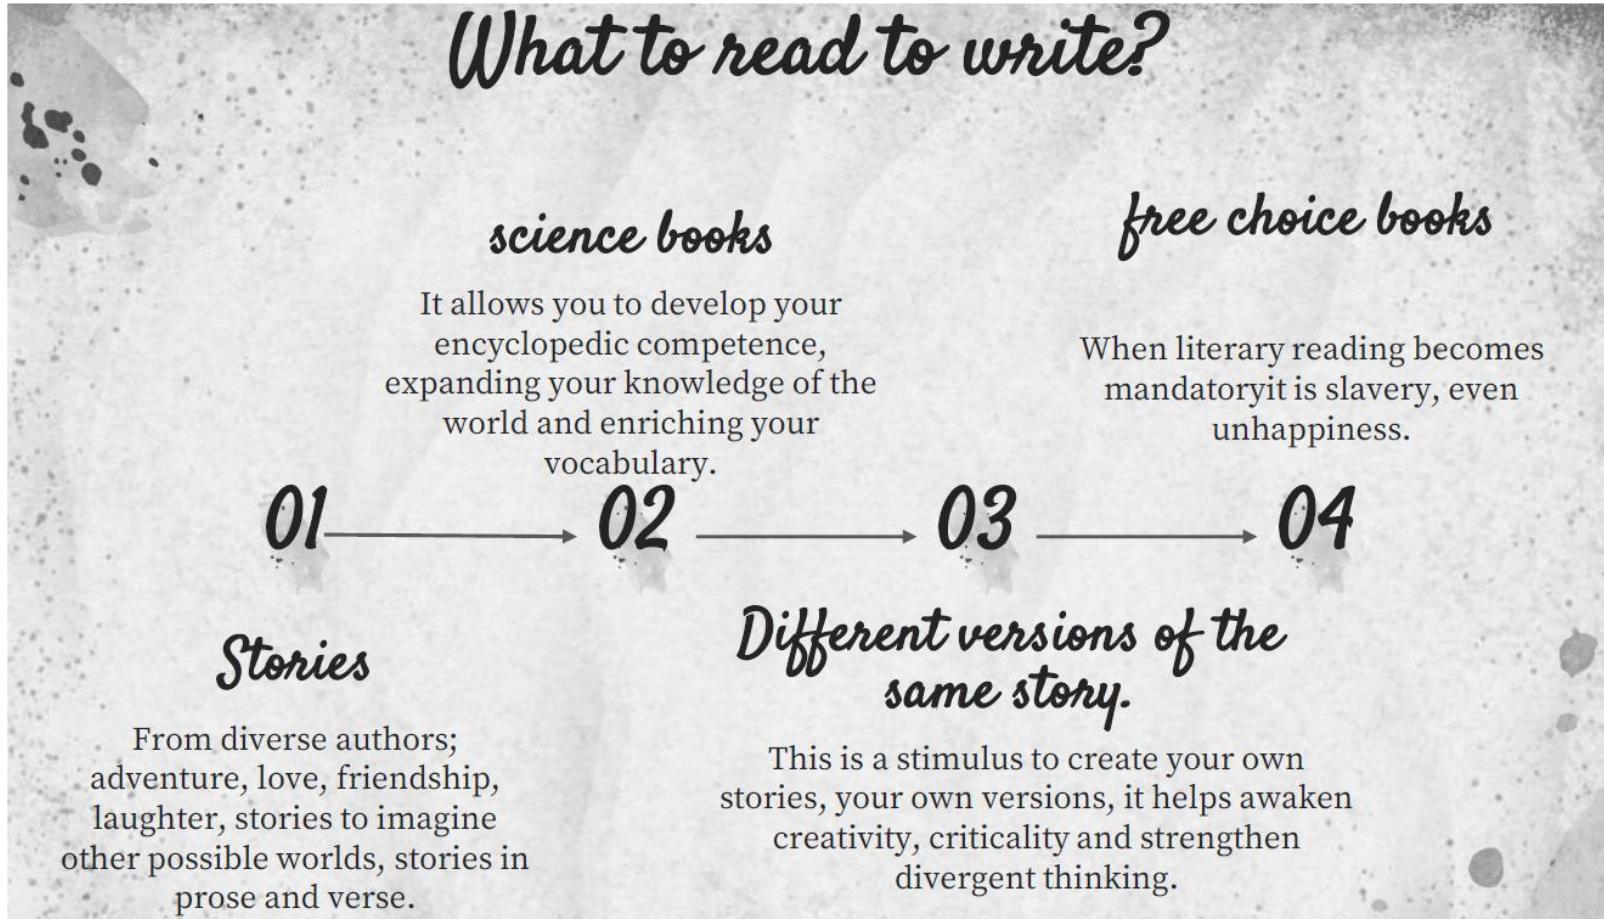 What to read to write?
science books
It allows you to develop your
encyclopedic competence,
expanding your knowledge of the
world and enriching your
vocabulary.
free choice books
When literary reading becomes
mandatoryit is slavery, even
unhappiness.
01
02
03
04
Stories
From diverse authors;
adventure, love, friendship,
laughter, stories to imagine
other possible worlds, stories in
prose and verse.
Different versions of the
same story.
This is a stimulus to create your own
stories, your own versions, it helps awaken
creativity, criticality and strengthen
divergent thinking.